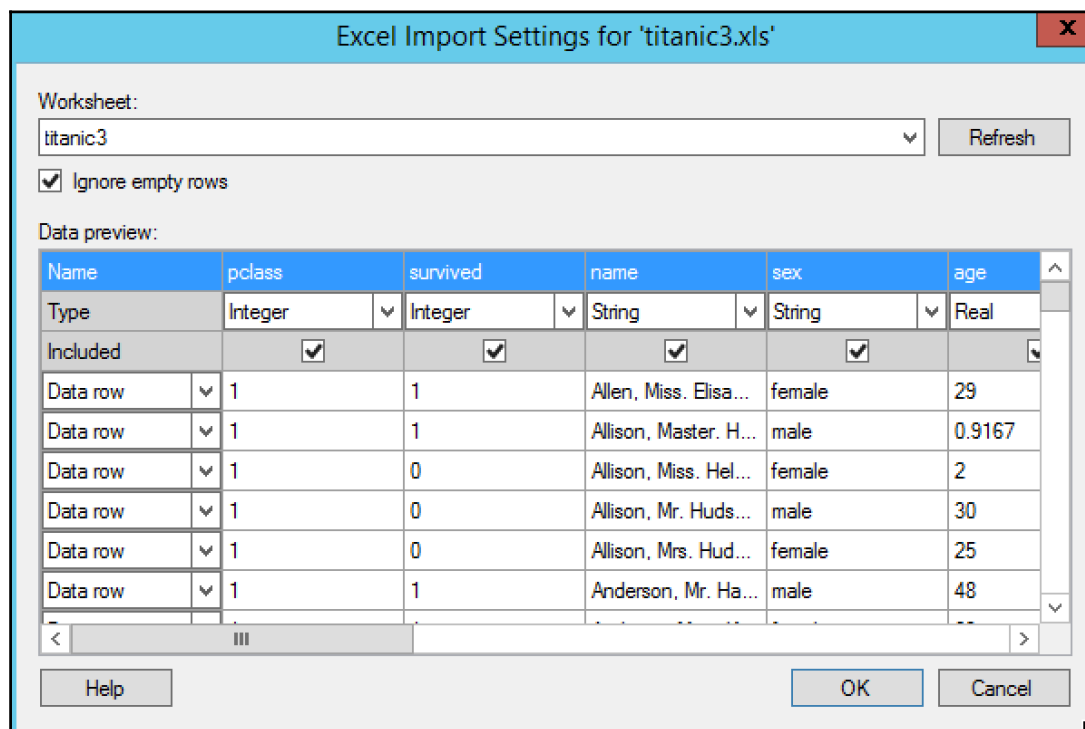 Excel Import Settings for 'titanic3.xls'
x
Worksheet:
titanic3
Refresh
Ignore empty rows
Data preview:
Name pclass survived name sex age
Type Integer Integer String String Real
Included
Data row 1 1 Allen, Miss. Elisa... female 29
Data row 1 1 Allison, Master. H... male 0.9167
Data row 1 0 Allison, Miss. Hel... female 2
Data row 1 0 Allison, Mr. Huds... male 30
Data row 1 0 Allison, Mrs. Hud... female 25
Data row 1 1 Anderson, Mr. Ha... male 48
Help OK Cancel